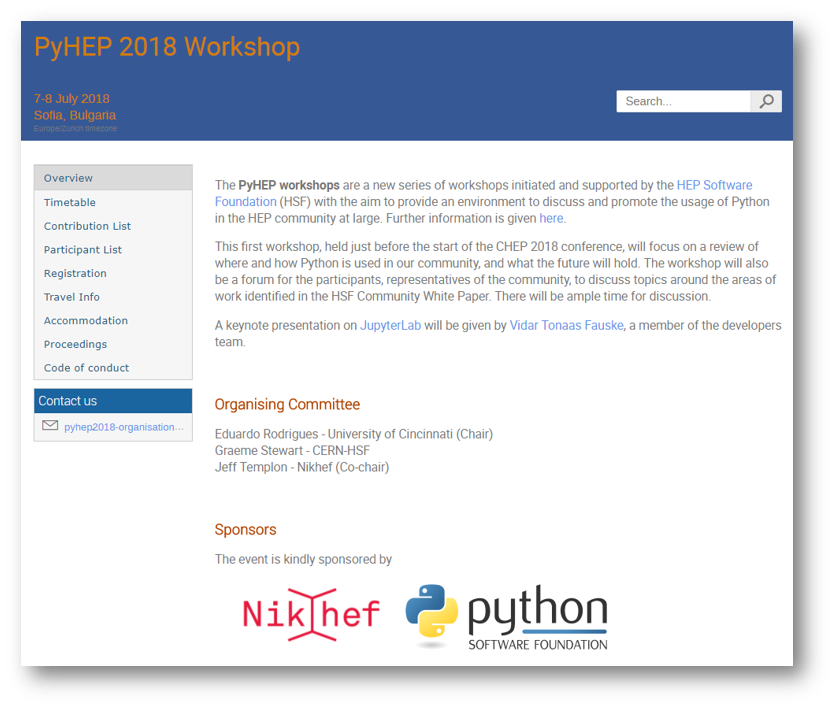 PyHEP 2018 Workshop
7-8 July 2018
Sofia, Bulgaria
Europe/Zurich timezone
Search...
Overview
Timetable
Contribution List
Participant List
Registration
Travel Info
Accommodation
Proceedings
Code of conduct
Contact us
pyhep2018-organisation...
The PyHEP workshops are a new series of workshops initiated and supported by the HEP Software
Foundation (HSF) with the aim to provide an environment to discuss and promote the usage of Python
in the HEP community at large. Further information is given here.
This first workshop, held just before the start of the CHEP 2018 conference, will focus on a review of
where and how Python is used in our community, and what the future will hold. The workshop will also
be a forum for the participants, representatives of the community, to discuss topics around the areas of
work identified in the HSF Community White Paper. There will be ample time for discussion.
A keynote presentation on JupyterLab will be given by Vidar Tonaas Fauske, a member of the developers
team.
Organising Committee
Eduardo Rodrigues - University of Cincinnati (Chair)
Graeme Stewart - CERN-HSF
Jeff Templon - Nikhef (Co-chair)
Sponsors
The event is kindly sponsored by
Nikhef
python
SOFTWARE FOUNDATION